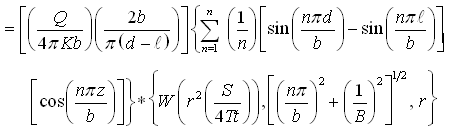 = [(Q/4πKb)(2b/π(d − ℓ))]{∑_{n=1}^{n} (1/n)[sin(nπd/b) − sin(nπℓ/b)]
[cos(nπz/b)]} * {W(r²(S/4Tt)), [(nπ/b)² + (1/B)²]^{1/2}, r}